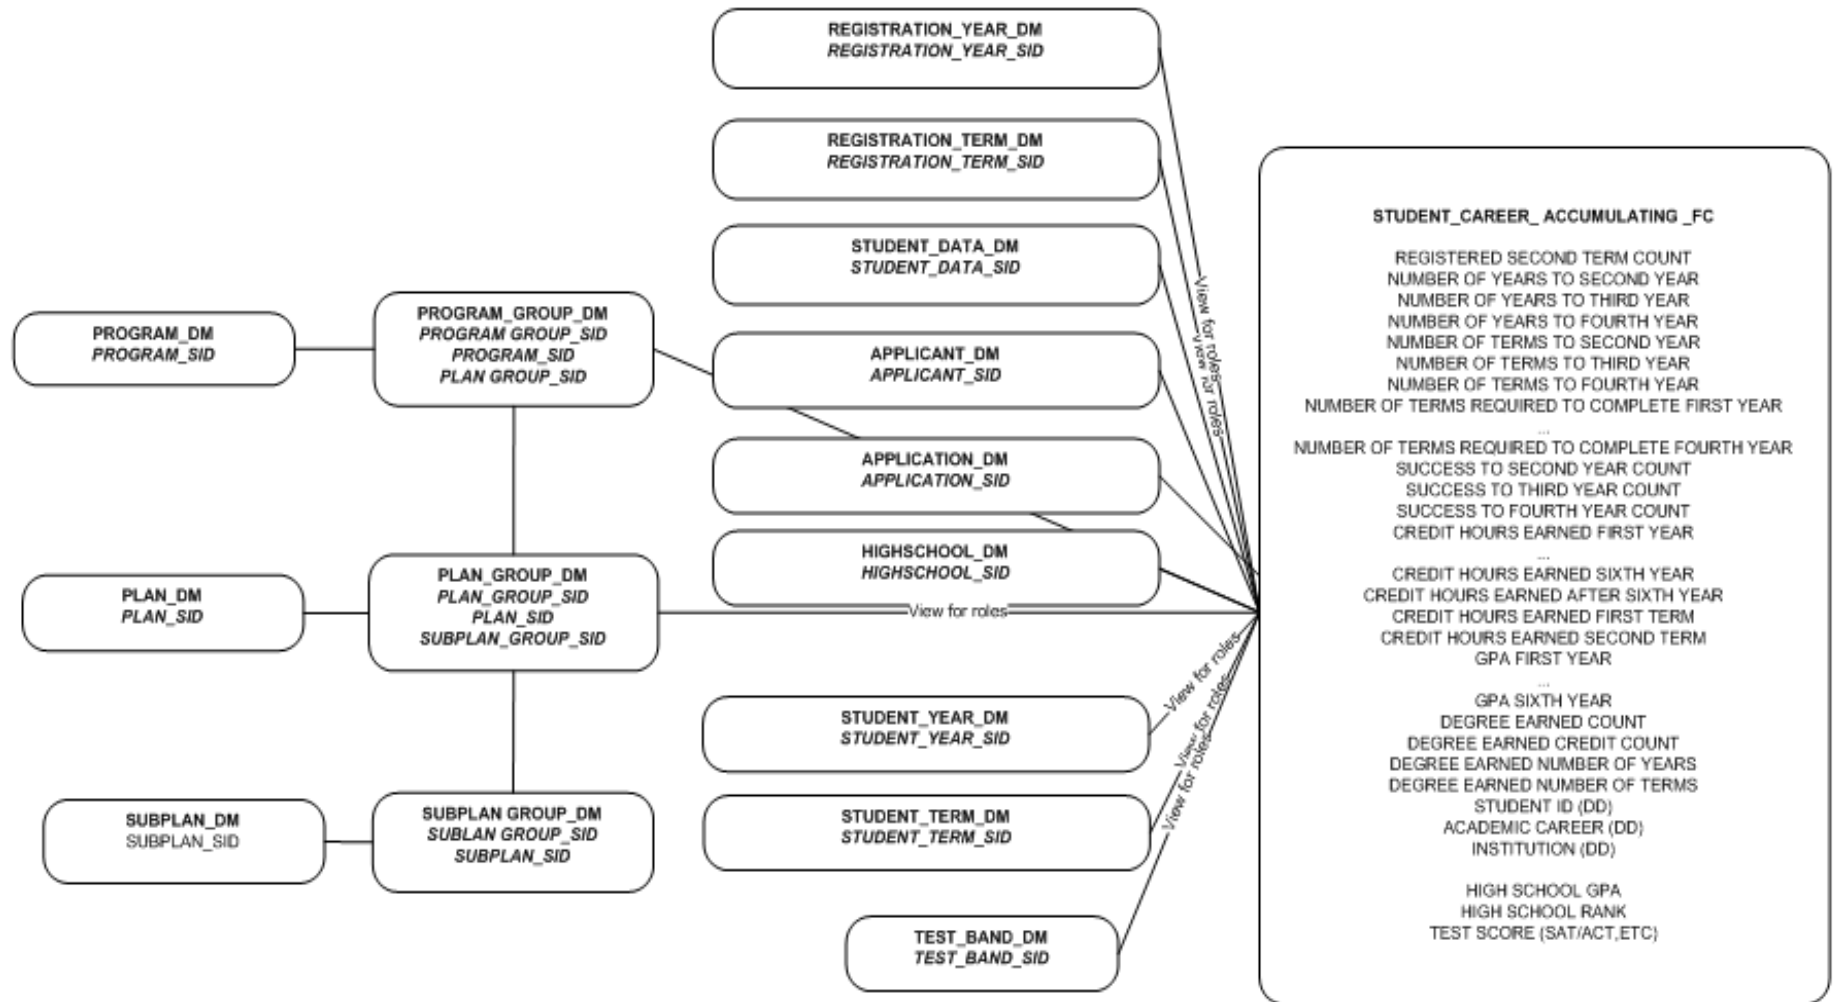 REGISTRATION_YEAR_DM
REGISTRATION_YEAR_SID
REGISTRATION_TERM_DM
REGISTRATION_TERM_SID
STUDENT_DATA_DM
STUDENT_DATA_SID
PROGRAM_DM
PROGRAM_SID
PROGRAM_GROUP_DM
PROGRAM GROUP_SID
PROGRAM_SID
PLAN GROUP_SID
APPLICANT_DM
APPLICANT_SID
APPLICATION_DM
APPLICATION_SID
HIGHSCHOOL_DM
HIGHSCHOOL_SID
PLAN_DM
PLAN_SID
PLAN_GROUP_DM
PLAN_GROUP_SID
PLAN_SID
SUBPLAN_GROUP_SID
View for roles
View for roles
View for roles
STUDENT_YEAR_DM
STUDENT_YEAR_SID
View for roles
SUBPLAN_DM
SUBPLAN_SID
SUBPLAN GROUP_DM
SUBLAN GROUP_SID
SUBPLAN_SID
STUDENT_TERM_DM
STUDENT_TERM_SID
View for roles
View for roles
TEST_BAND_DM
TEST_BAND_SID
STUDENT_CAREER_ ACCUMULATING _FC
REGISTERED SECOND TERM COUNT
NUMBER OF YEARS TO SECOND YEAR
NUMBER OF YEARS TO THIRD YEAR
NUMBER OF YEARS TO FOURTH YEAR
NUMBER OF TERMS TO SECOND YEAR
NUMBER OF TERMS TO THIRD YEAR
NUMBER OF TERMS TO FOURTH YEAR
NUMBER OF TERMS REQUIRED TO COMPLETE FIRST YEAR
...
NUMBER OF TERMS REQUIRED TO COMPLETE FOURTH YEAR
SUCCESS TO SECOND YEAR COUNT
SUCCESS TO THIRD YEAR COUNT
SUCCESS TO FOURTH YEAR COUNT
CREDIT HOURS EARNED FIRST YEAR
...
CREDIT HOURS EARNED SIXTH YEAR
CREDIT HOURS EARNED AFTER SIXTH YEAR
CREDIT HOURS EARNED FIRST TERM
CREDIT HOURS EARNED SECOND TERM
GPA FIRST YEAR
...
GPA SIXTH YEAR
DEGREE EARNED COUNT
DEGREE EARNED CREDIT COUNT
DEGREE EARNED NUMBER OF YEARS
DEGREE EARNED NUMBER OF TERMS
STUDENT ID (DD)
ACADEMIC CAREER (DD)
INSTITUTION (DD)
HIGH SCHOOL GPA
HIGH SCHOOL RANK
TEST SCORE (SAT/ACT,ETC)